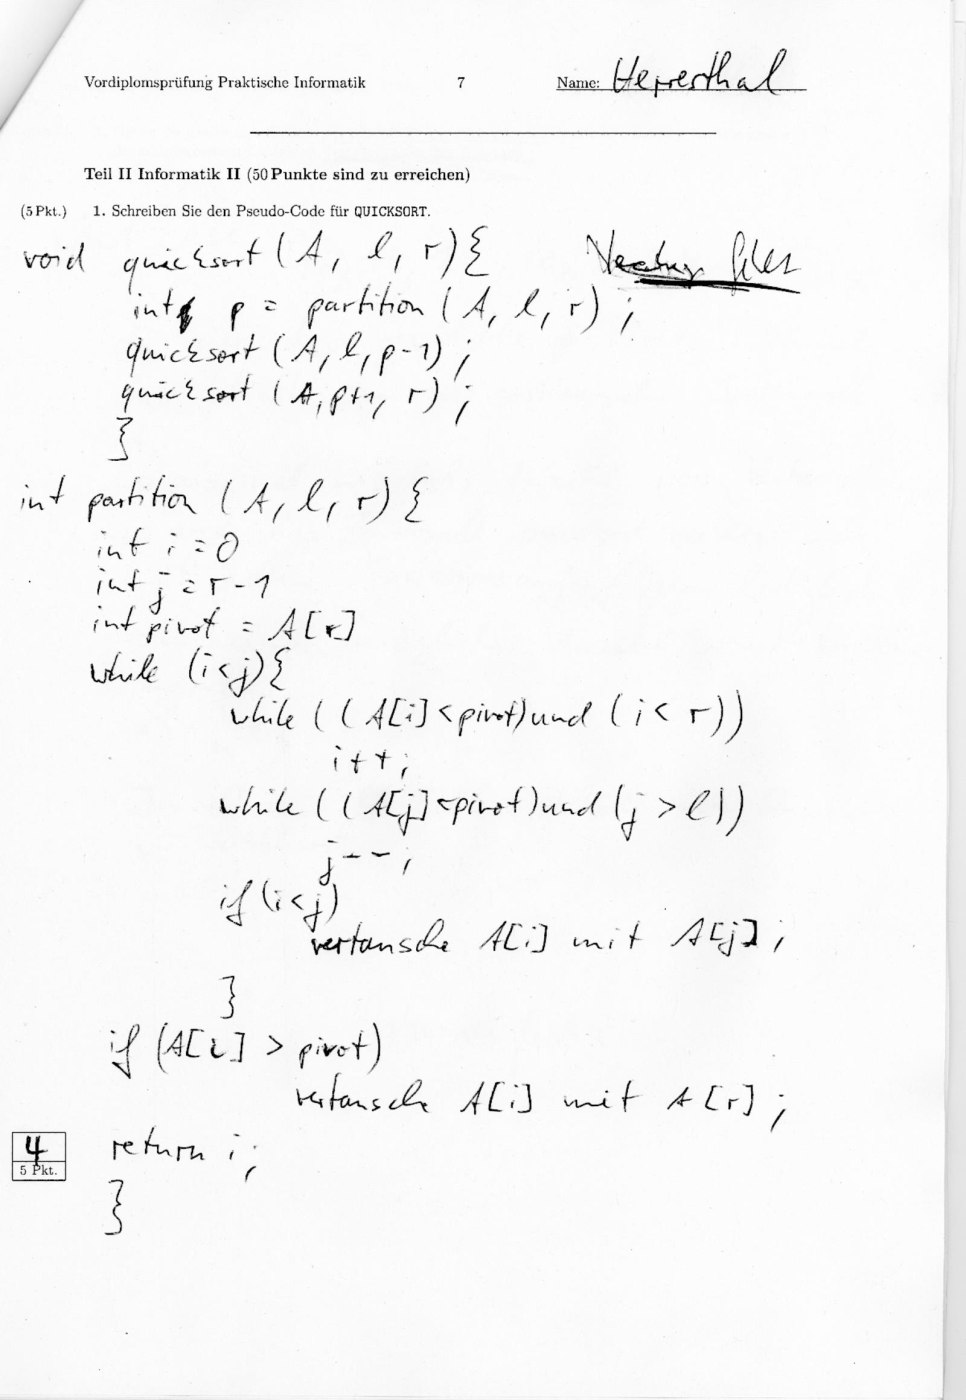 Vordiplomsprüfung Praktische Informatik 7 Name:
Teil II Informatik II (50 Punkte sind zu erreichen)
(5 Pkt.) 1. Schreiben Sie den Pseudo-Code für QUICKSORT.
void quicksort (A, l, r) {
int p = partition (A, l, r) ;
quicksort (A, l, p-1) ;
quicksort (A, p+1, r) ;
}
int partition (A, l, r) {
int i = 0
int j = r - 1
int pivot = A[r]
while (i < j) {
while ( ( A[i] < pivot) und ( i < r ) )
i++ ;
while ( ( A[j] < pivot) und (j > l ) )
j-- ;
if (i < j)
vertausche A[i] mit A[j] ;
}
if (A[i] > pivot)
vertausche A[i] mit A[r] ;
4 return i ;
5 Pkt.
}